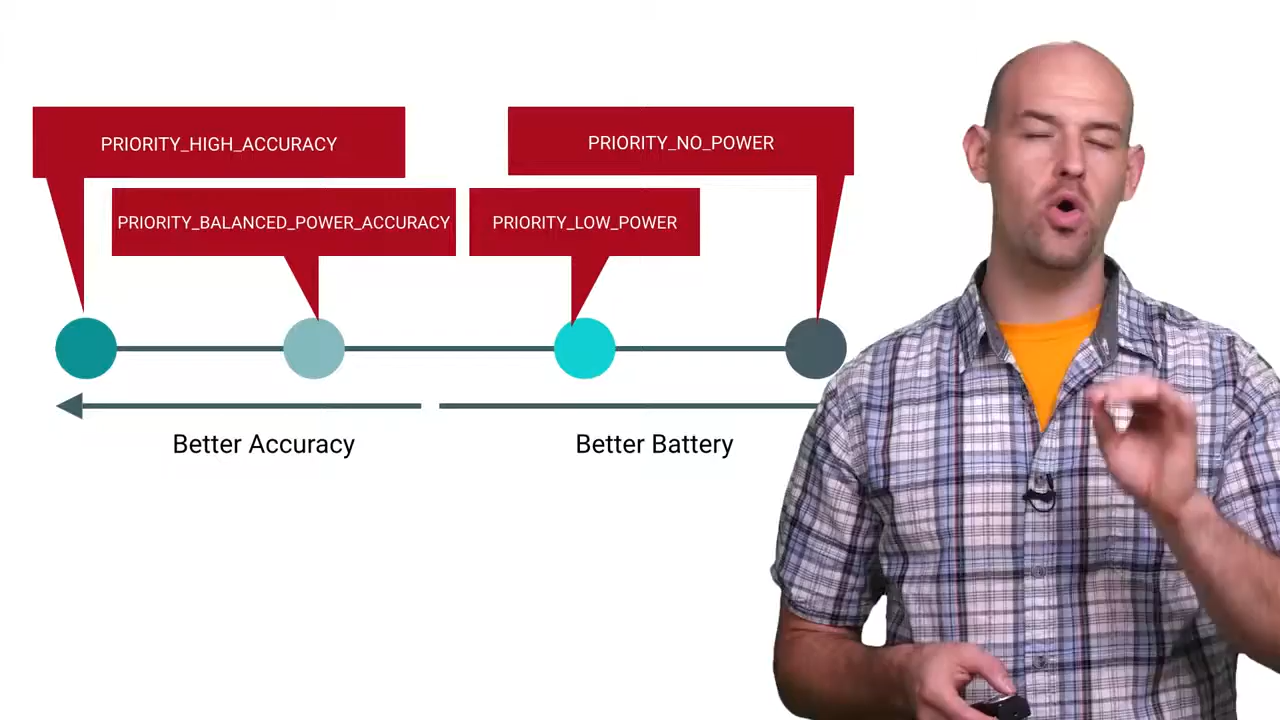 PRIORITY_HIGH_ACCURACY
PRIORITY_NO_POWER
PRIORITY_BALANCED_POWER_ACCURACY
PRIORITY_LOW_POWER
Better Accuracy
Better Battery